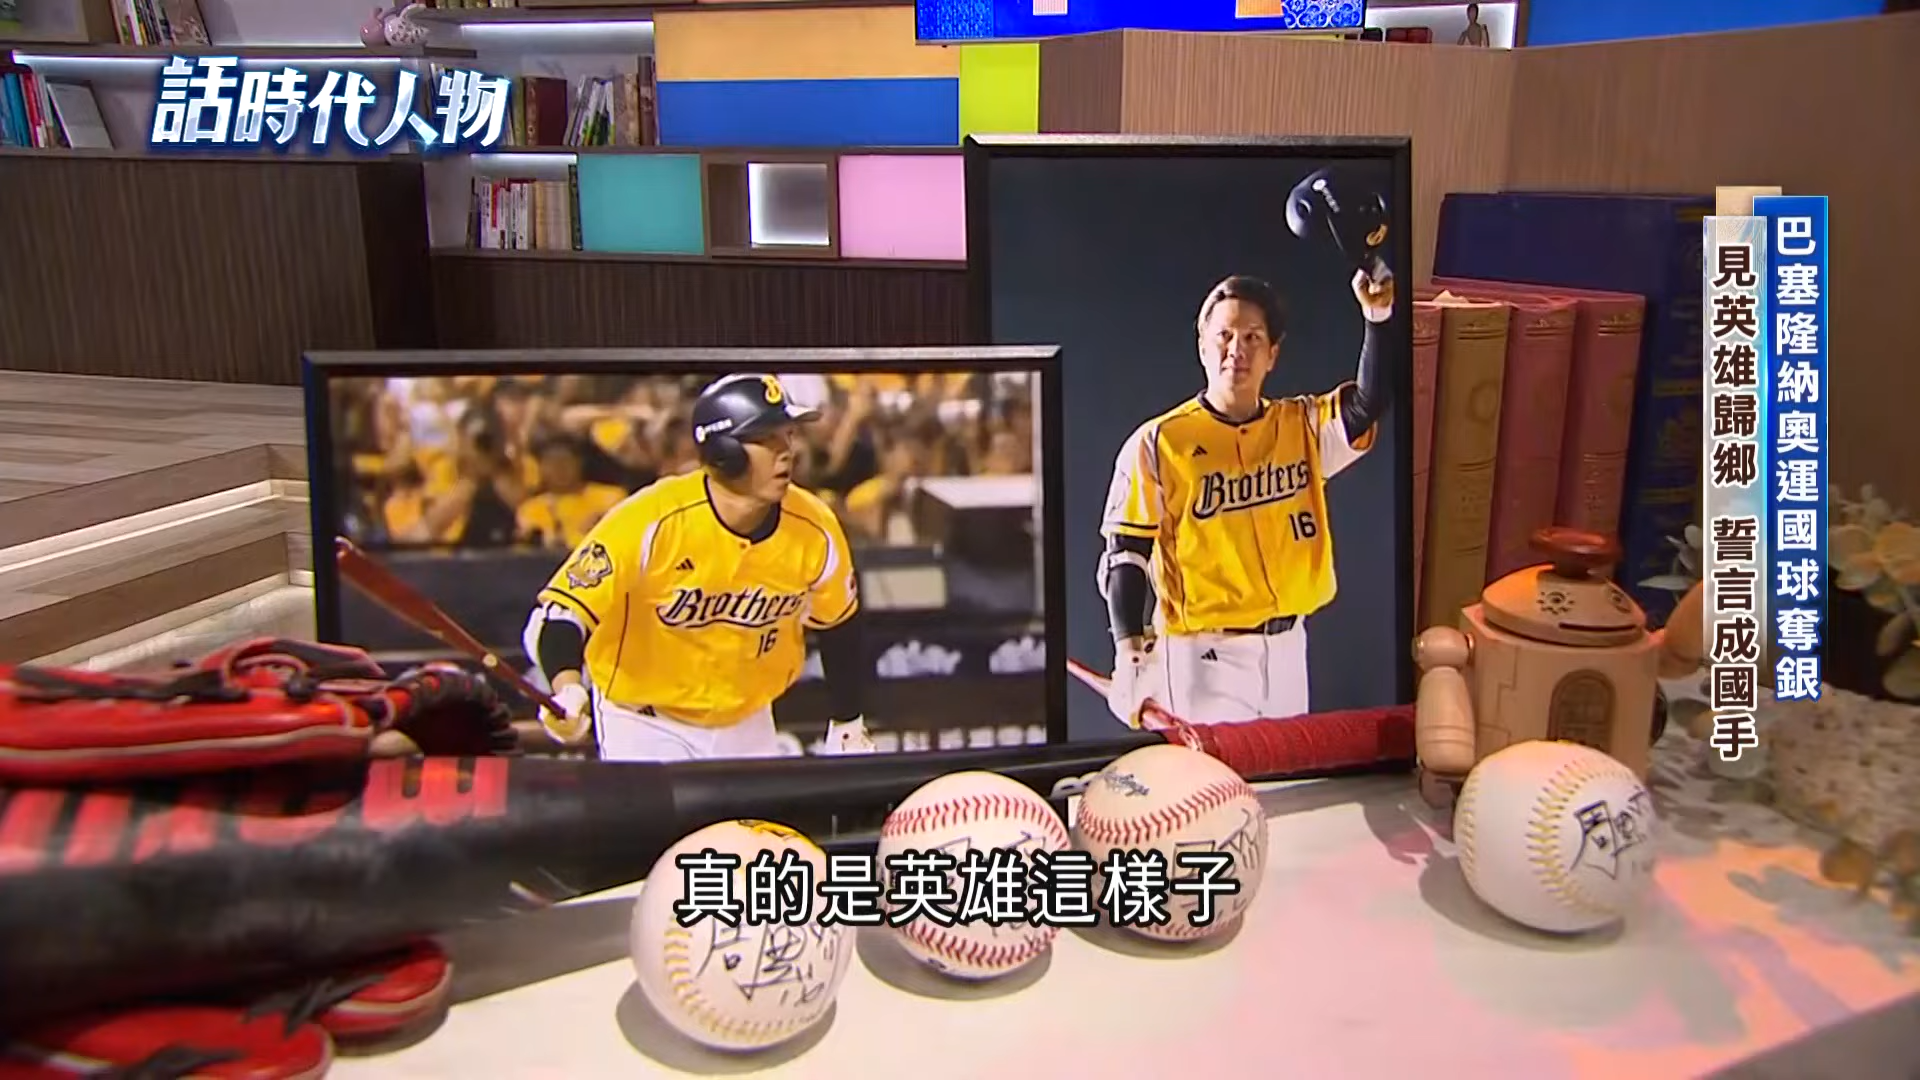 話時代人物
巴塞隆納奧運國球奪銀
見英雄歸鄉 誓言成國手
B
Brothers
16
Brothers
16
Rawlings
真的是英雄這樣子